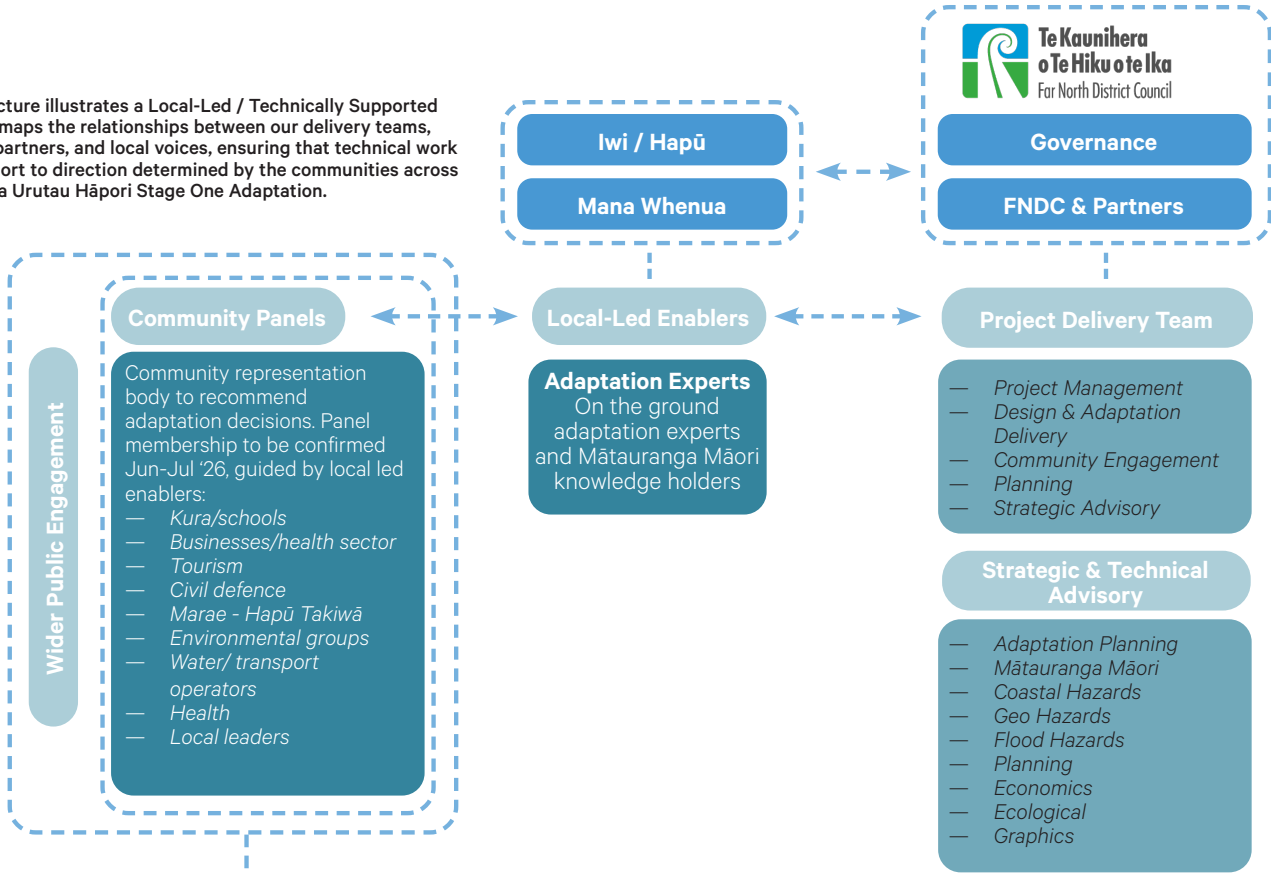 cture illustrates a Local-Led / Technically Supported
maps the relationships between our delivery teams,
partners, and local voices, ensuring that technical work
ort to direction determined by the communities across
a Urutau Hāpori Stage One Adaptation.
Te Kaunihera
o Te Hiku o te Ika
Far North District Council
Iwi / Hapū
Mana Whenua
Governance
FNDC & Partners
Wider Public Engagement
Community Panels
Community representation
body to recommend
adaptation decisions. Panel
membership to be confirmed
Jun-Jul ‘26, guided by local led
enablers:
— Kura/schools
— Businesses/health sector
— Tourism
— Civil defence
— Marae - Hapū Takiwā
— Environmental groups
— Water/ transport
operators
— Health
— Local leaders
Local-Led Enablers
Adaptation Experts
On the ground
adaptation experts
and Mātauranga Māori
knowledge holders
Project Delivery Team
— Project Management
— Design & Adaptation
Delivery
— Community Engagement
— Planning
— Strategic Advisory
Strategic & Technical
Advisory
— Adaptation Planning
— Mātauranga Māori
— Coastal Hazards
— Geo Hazards
— Flood Hazards
— Planning
— Economics
— Ecological
— Graphics